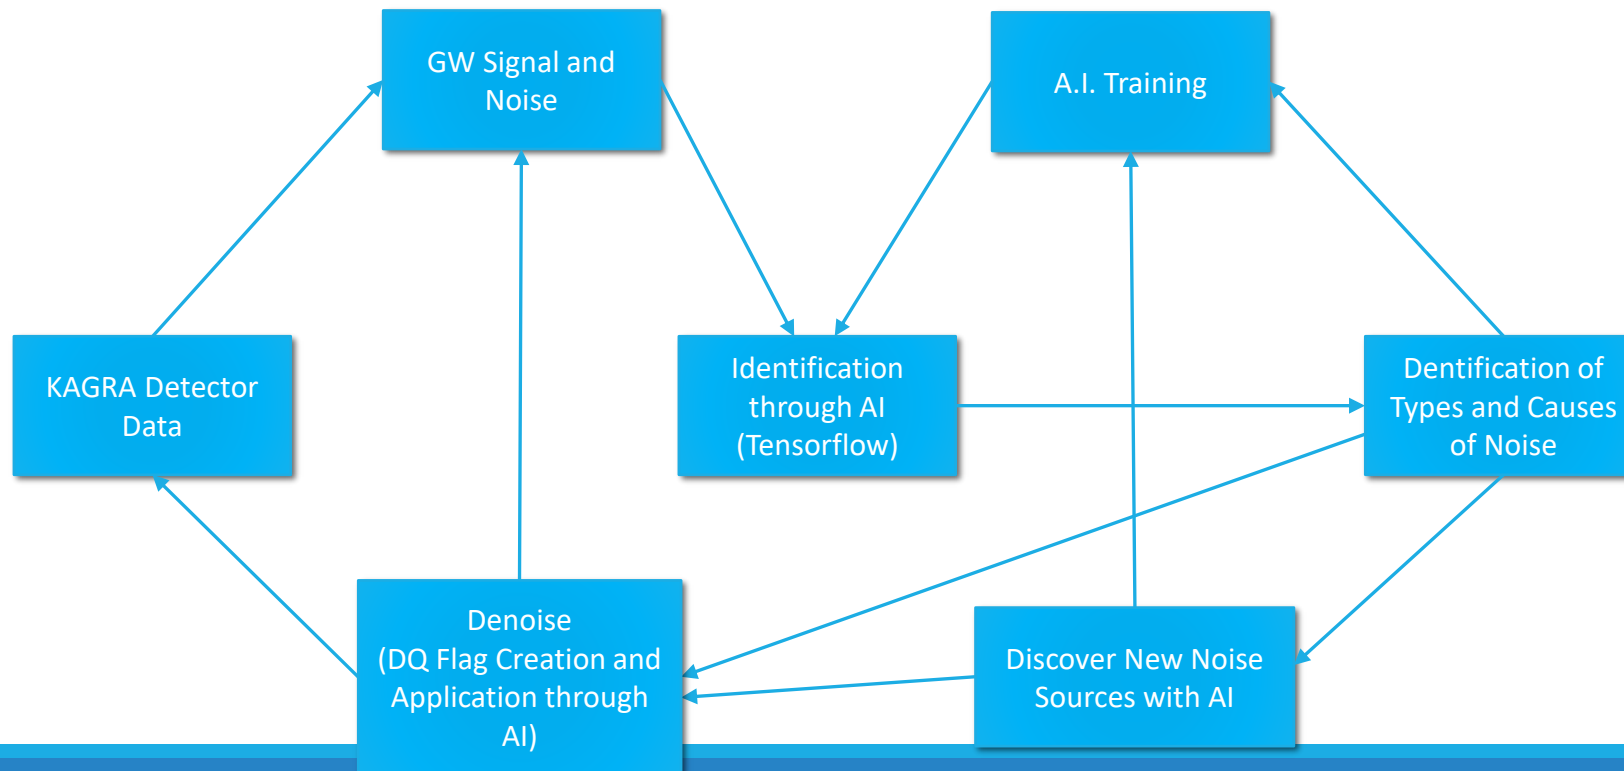 GW Signal and
Noise
A.I. Training
KAGRA Detector
Data
Identification
through AI
(Tensorflow)
Dentification of
Types and Causes
of Noise
Denoise
(DQ Flag Creation and
Application through
AI)
Discover New Noise
Sources with AI